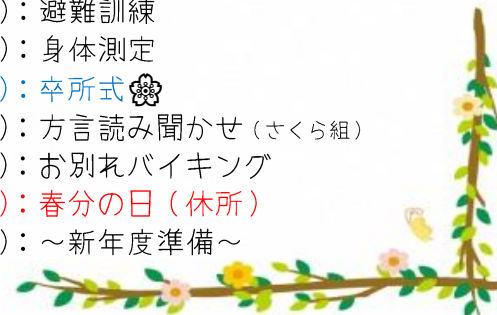 )：避難訓練
)：身体測定
)：卒所式
)：方言読み聞かせ（さくら組）
)：お別れバイキング
)：春分の日（休所）
)：～新年度準備～